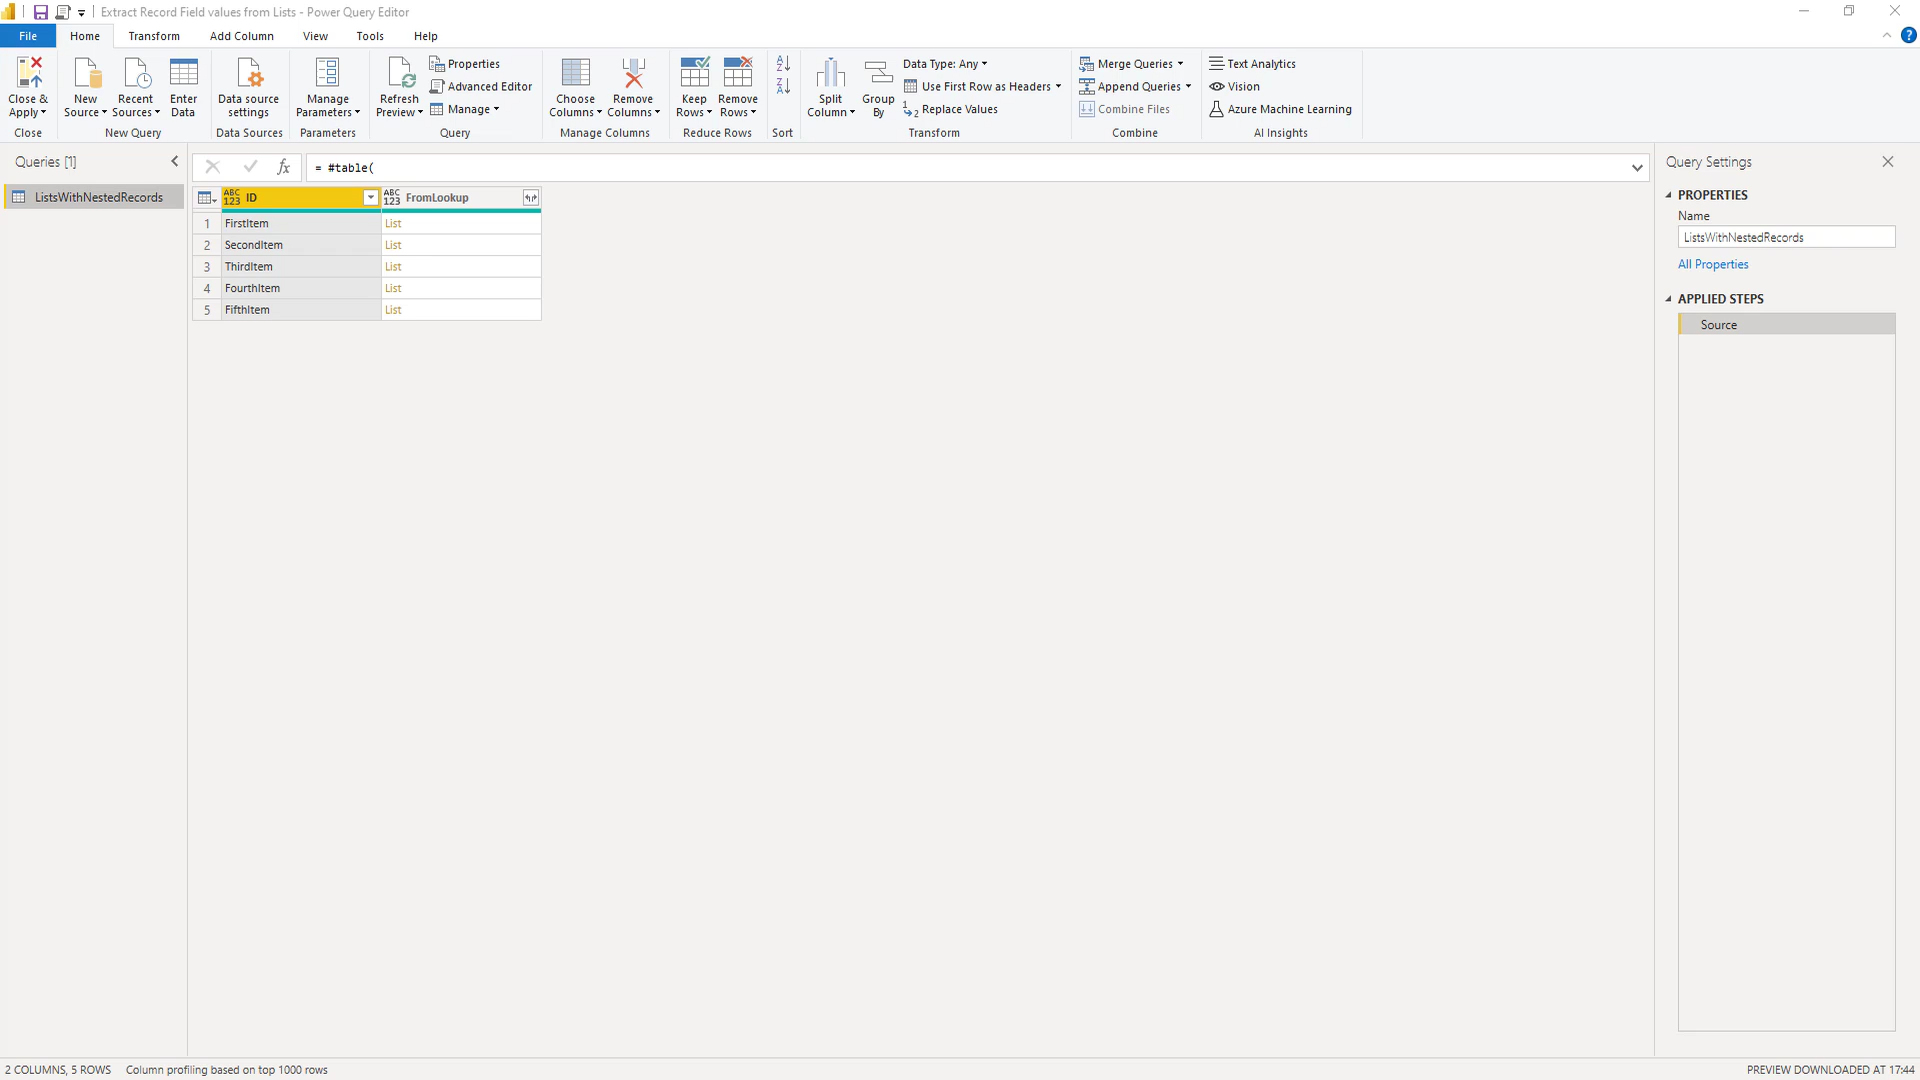 Extract Record Field values from Lists - Power Query Editor
File
Home
Transform
Add Column
View
Tools
Help
?
Close &
Apply
Close
New
Source
Recent
Sources
Enter
Data
New Query
Data source
settings
Data Sources
Manage
Parameters
Parameters
Refresh
Preview
Properties
Advanced Editor
Manage
Query
Choose
Columns
Remove
Columns
Manage Columns
Keep
Rows
Remove
Rows
Reduce Rows
A
Z
Z
A
Sort
Split
Column
Group
By
Data Type: Any
Use First Row as Headers
1
2
Replace Values
Transform
Merge Queries
Append Queries
Combine Files
Combine
Text Analytics
Vision
Azure Machine Learning
AI Insights
Queries [1]
ListsWithNestedRecords
fx
= #table(
ABC
123
ID
ABC
123
FromLookup
1 FirstItem List
2 SecondItem List
3 ThirdItem List
4 FourthItem List
5 FifthItem List
Query Settings
PROPERTIES
Name
ListsWithNestedRecords
All Properties
APPLIED STEPS
Source
2 COLUMNS, 5 ROWS
Column profiling based on top 1000 rows
PREVIEW DOWNLOADED AT 17:44